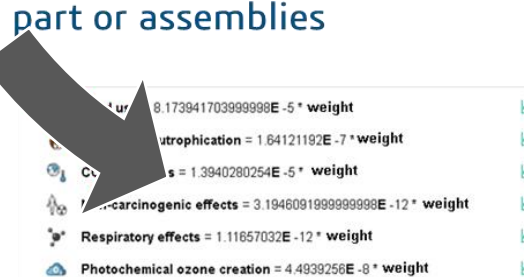 part or assemblies
8.173941703999998E -5 * weight
utrophication = 1.64121192E -7 * weight
= 1.3940280254E -5 * weight
-carcinogenic effects = 3.1946091999999998E -12 * weight
Respiratory effects = 1.11657032E -12 * weight
Photochemical ozone creation = 4.4939256E -8 * weight